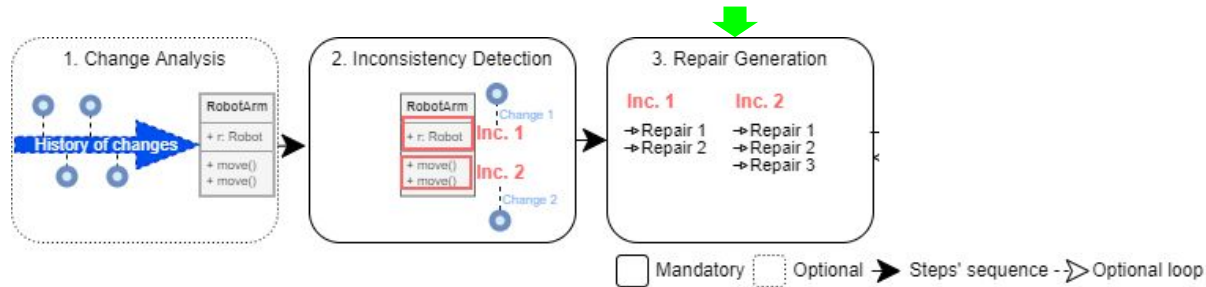 1. Change Analysis
History of changes
RobotArm
+ r: Robot
+ move()
+ move()
2. Inconsistency Detection
RobotArm
+ r: Robot
+ move()
+ move()
Change 1
Inc. 1
Inc. 2
Change 2
3. Repair Generation
Inc. 1
Repair 1
Repair 2
Inc. 2
Repair 1
Repair 2
Repair 3
Mandatory
Optional
Steps' sequence
Optional loop